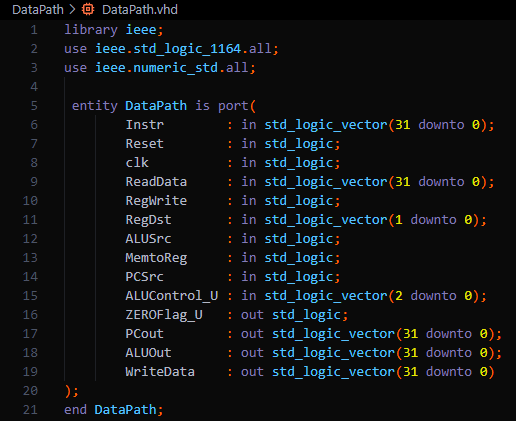 DataPath > DataPath.vhd
1 library ieee;
2 use ieee.std_logic_1164.all;
3 use ieee.numeric_std.all;
4
5 entity DataPath is port(
6 Instr : in std_logic_vector(31 downto 0);
7 Reset : in std_logic;
8 clk : in std_logic;
9 ReadData : in std_logic_vector(31 downto 0);
10 RegWrite : in std_logic;
11 RegDst : in std_logic_vector(1 downto 0);
12 ALUSrc : in std_logic;
13 MemtoReg : in std_logic;
14 PCSrc : in std_logic;
15 ALUControl_U : in std_logic_vector(2 downto 0);
16 ZEROFlag_U : out std_logic;
17 PCout : out std_logic_vector(31 downto 0);
18 ALUOut : out std_logic_vector(31 downto 0);
19 WriteData : out std_logic_vector(31 downto 0)
20 );
21 end DataPath;